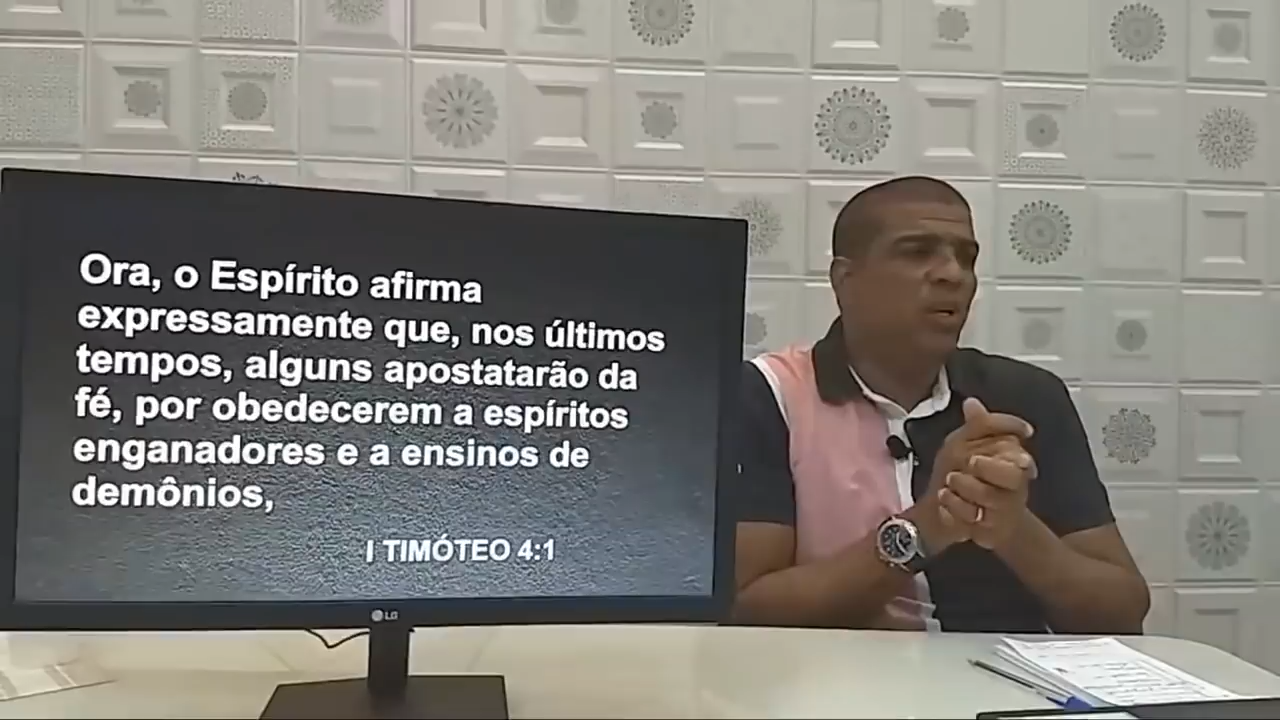 Ora, o Espírito afirma
expressamente que, nos últimos
tempos, alguns apostatarão da
fé, por obedecerem a espíritos
enganadores e a ensinos de
demônios,
I TIMÓTEO 4:1
LG